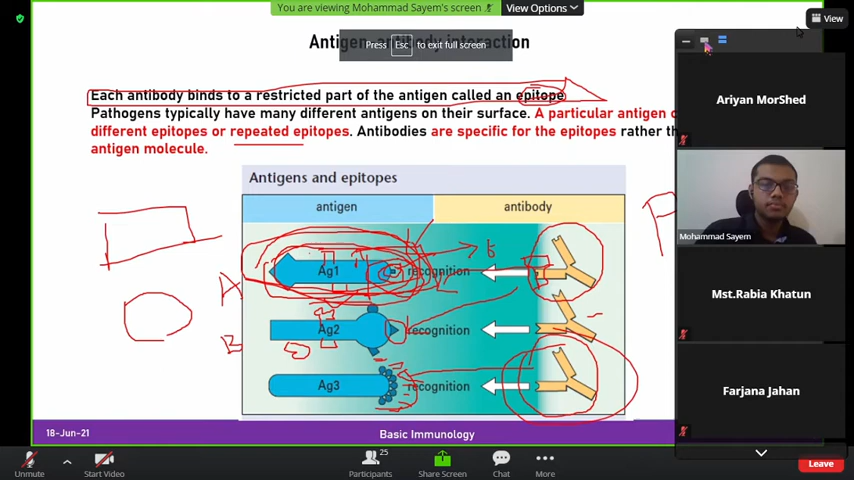 You are viewing Mohammad Sayem's screen
View Options
View
Antigen-antibody interaction
Press Esc to exit full screen
Each antibody binds to a restricted part of the antigen called an epitope
Pathogens typically have many different antigens on their surface. A particular antigen
different epitopes or repeated epitopes. Antibodies are specific for the epitopes rather
antigen molecule.
Antigens and epitopes
antigen
antibody
Ag1
recognition
Ag2
recognition
Ag3
recognition
A
B
Ariyan MorShed
Mohammad Sayem
Mst.Rabia Khatun
Farjana Jahan
18-Jun-21
Basic Immunology
Unmute
Start Video
25
Participants
Share Screen
Chat
More
Leave